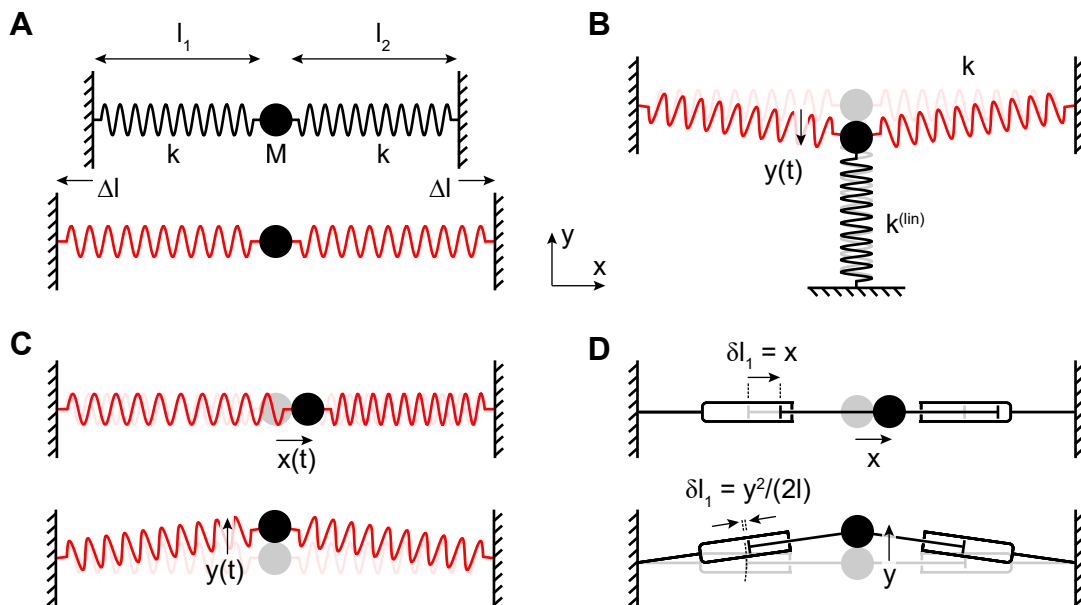 A
l₁
l₂
k
M
k
Δl
Δl
B
k
y(t)
k⁽ˡⁱⁿ⁾
y
x
C
x(t)
y(t)
D
δl₁ = x
x
δl₁ = y²/(2l)
y